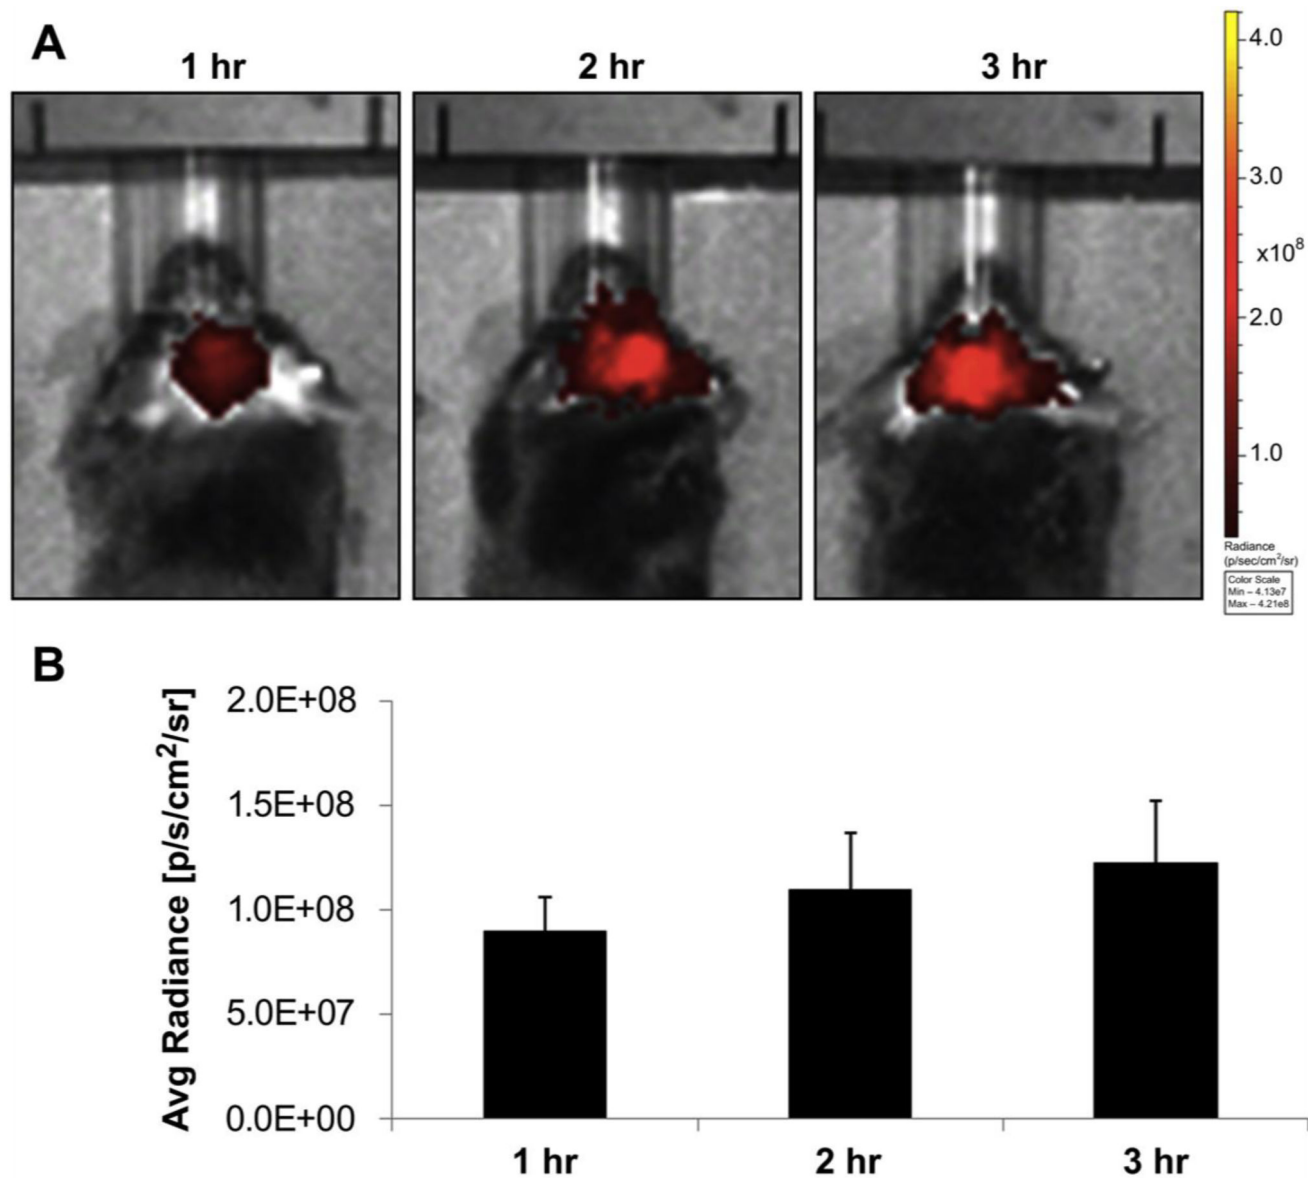 A
1 hr
2 hr
3 hr
4.0
3.0
x10⁸
2.0
1.0
Radiance
(p/sec/cm²/sr)
Color Scale
Min – 4.13e7
Max – 4.21e8
B
Avg Radiance [p/s/cm²/sr]
2.0E+08
1.5E+08
1.0E+08
5.0E+07
0.0E+00
1 hr
2 hr
3 hr